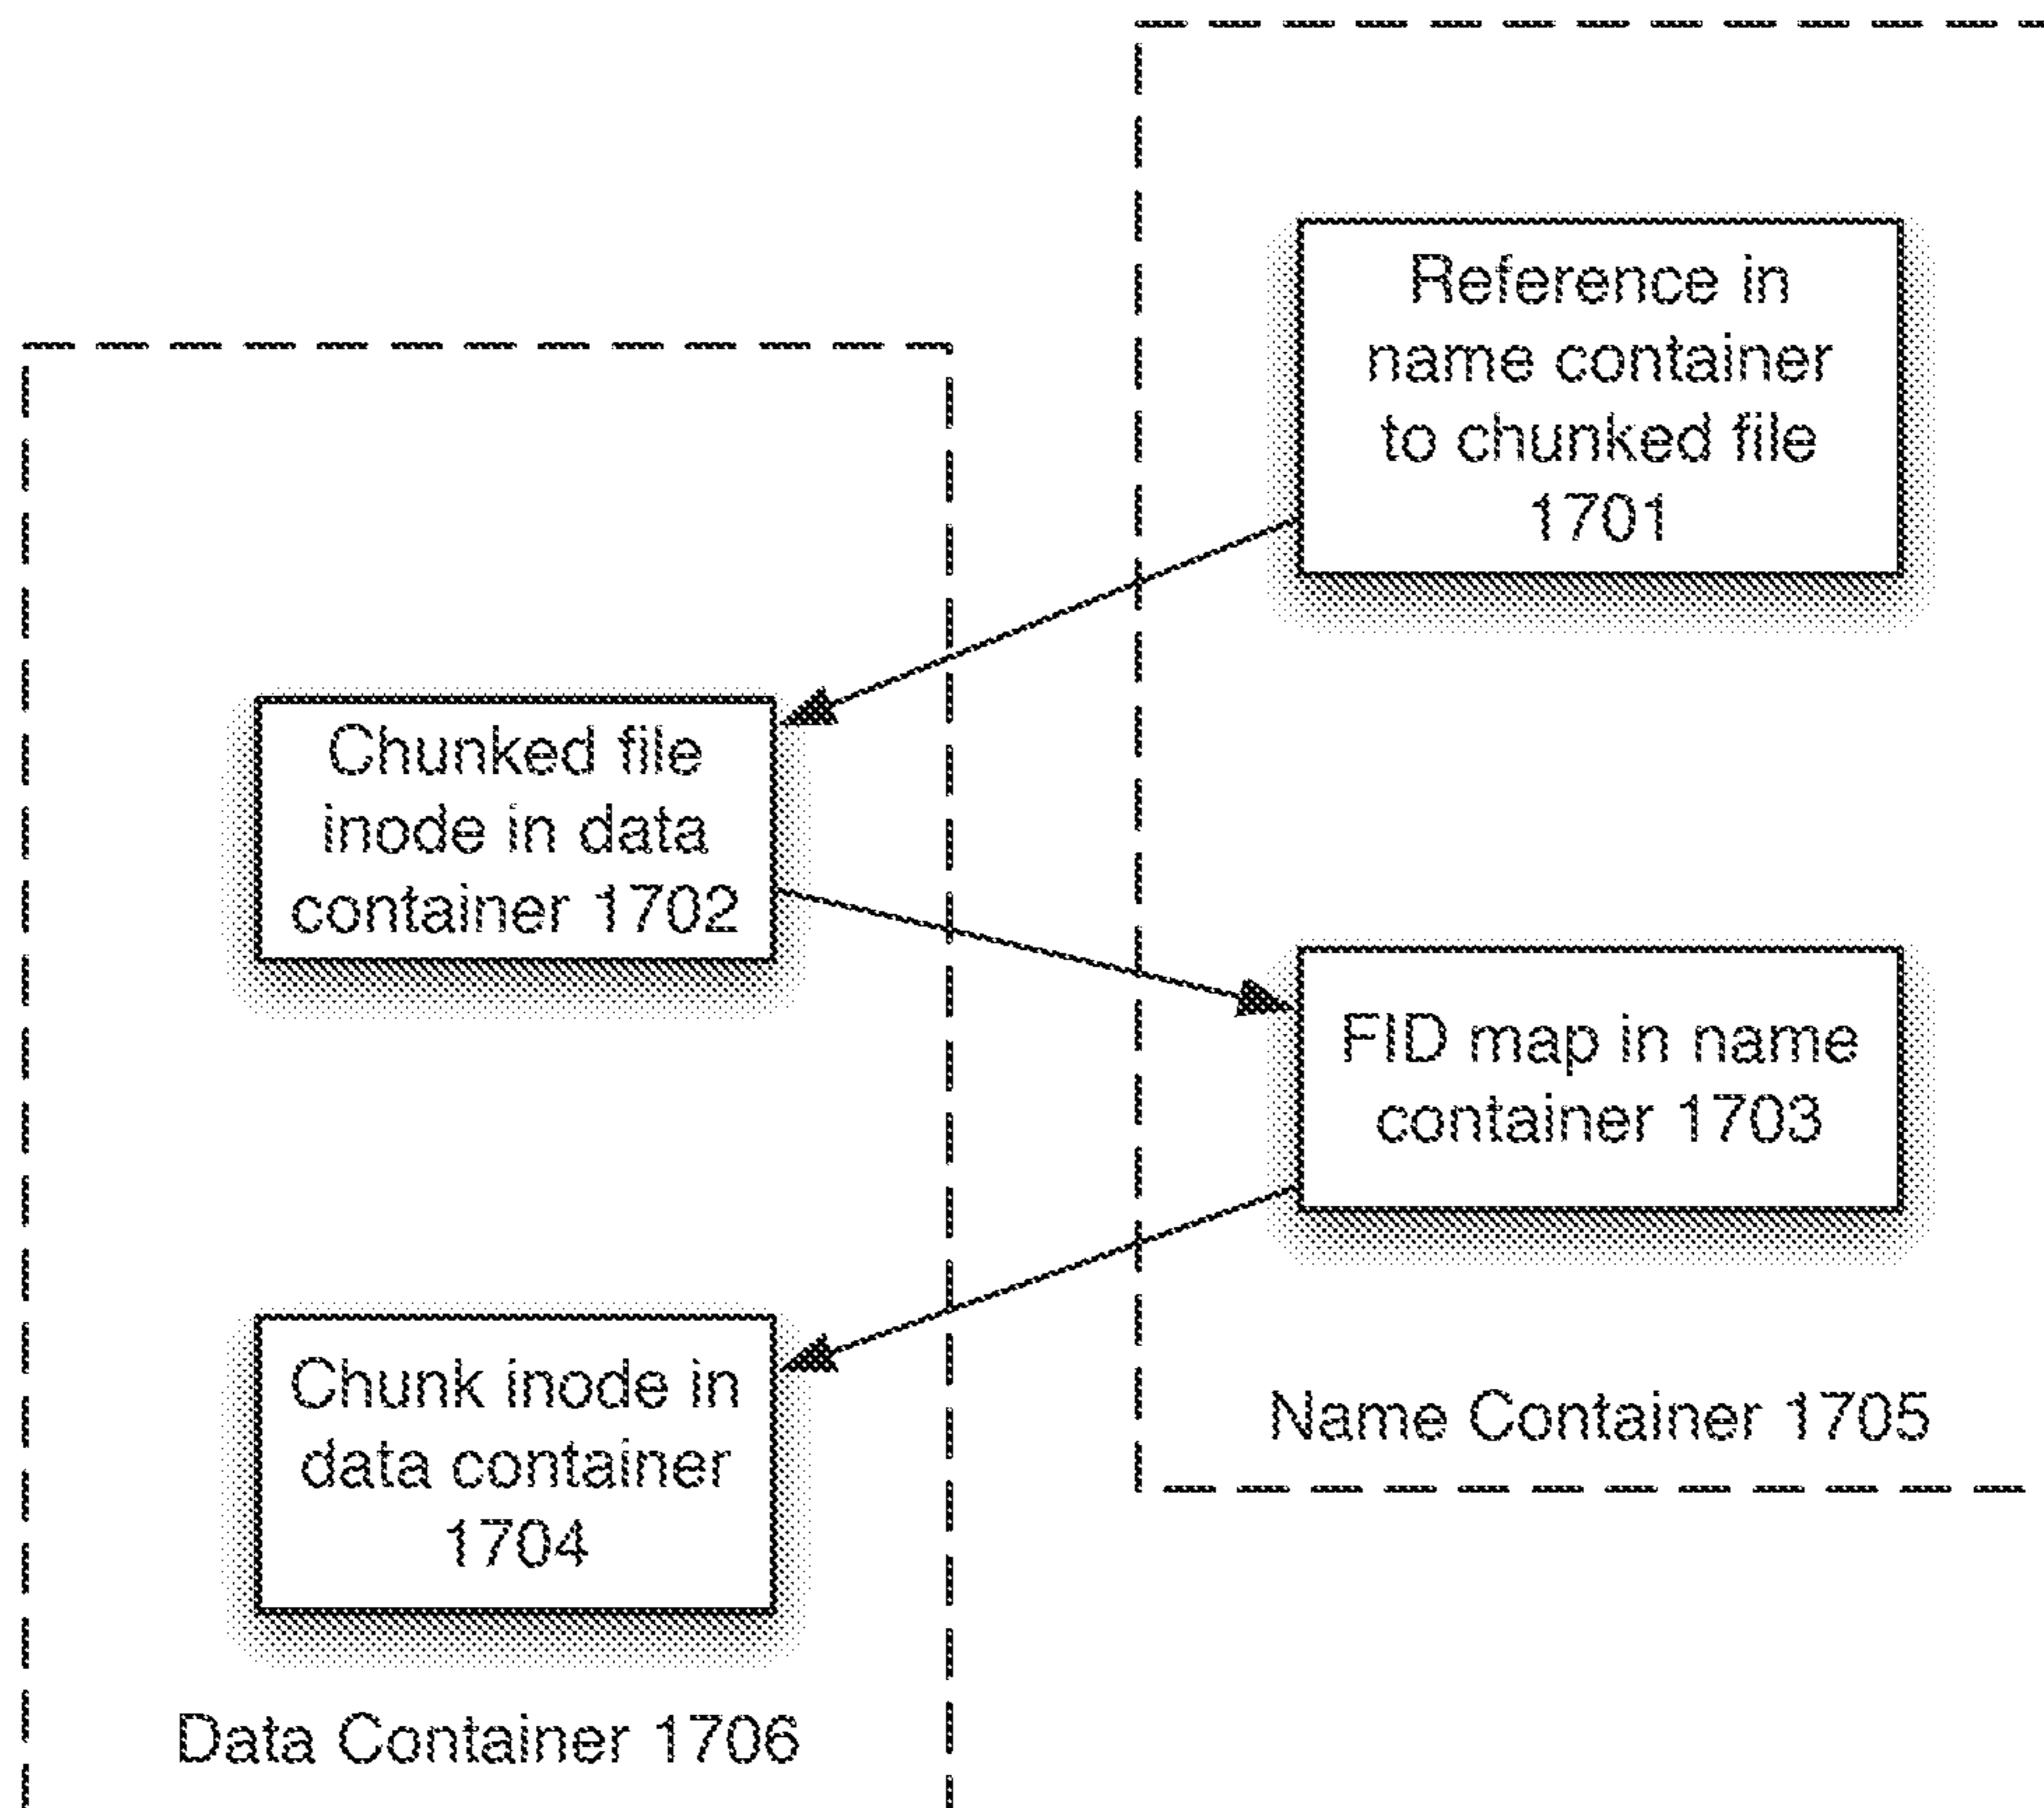 Reference in
name container
to chunked file
1701
Chunked file
inode in data
container 1702
FID map in name
container 1703
Chunk inode in
data container
1704
Name Container 1705
Data Container 1706